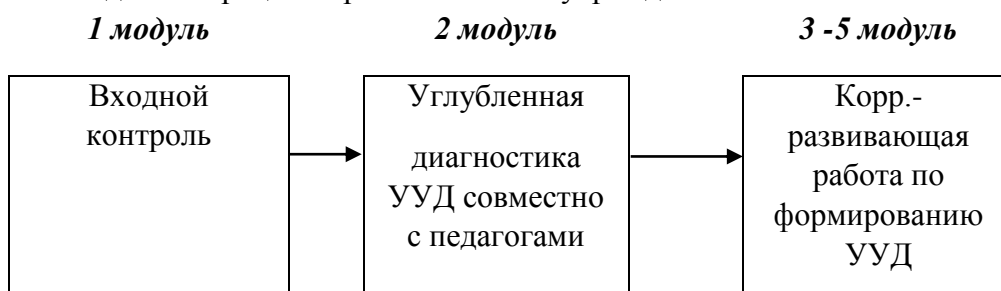 1 модуль 2 модуль 3 -5 модуль
Входной
контроль
Углубленная
диагностика
УУД совместно
с педагогами
Корр.-
развивающая
работа по
формированию
УУД